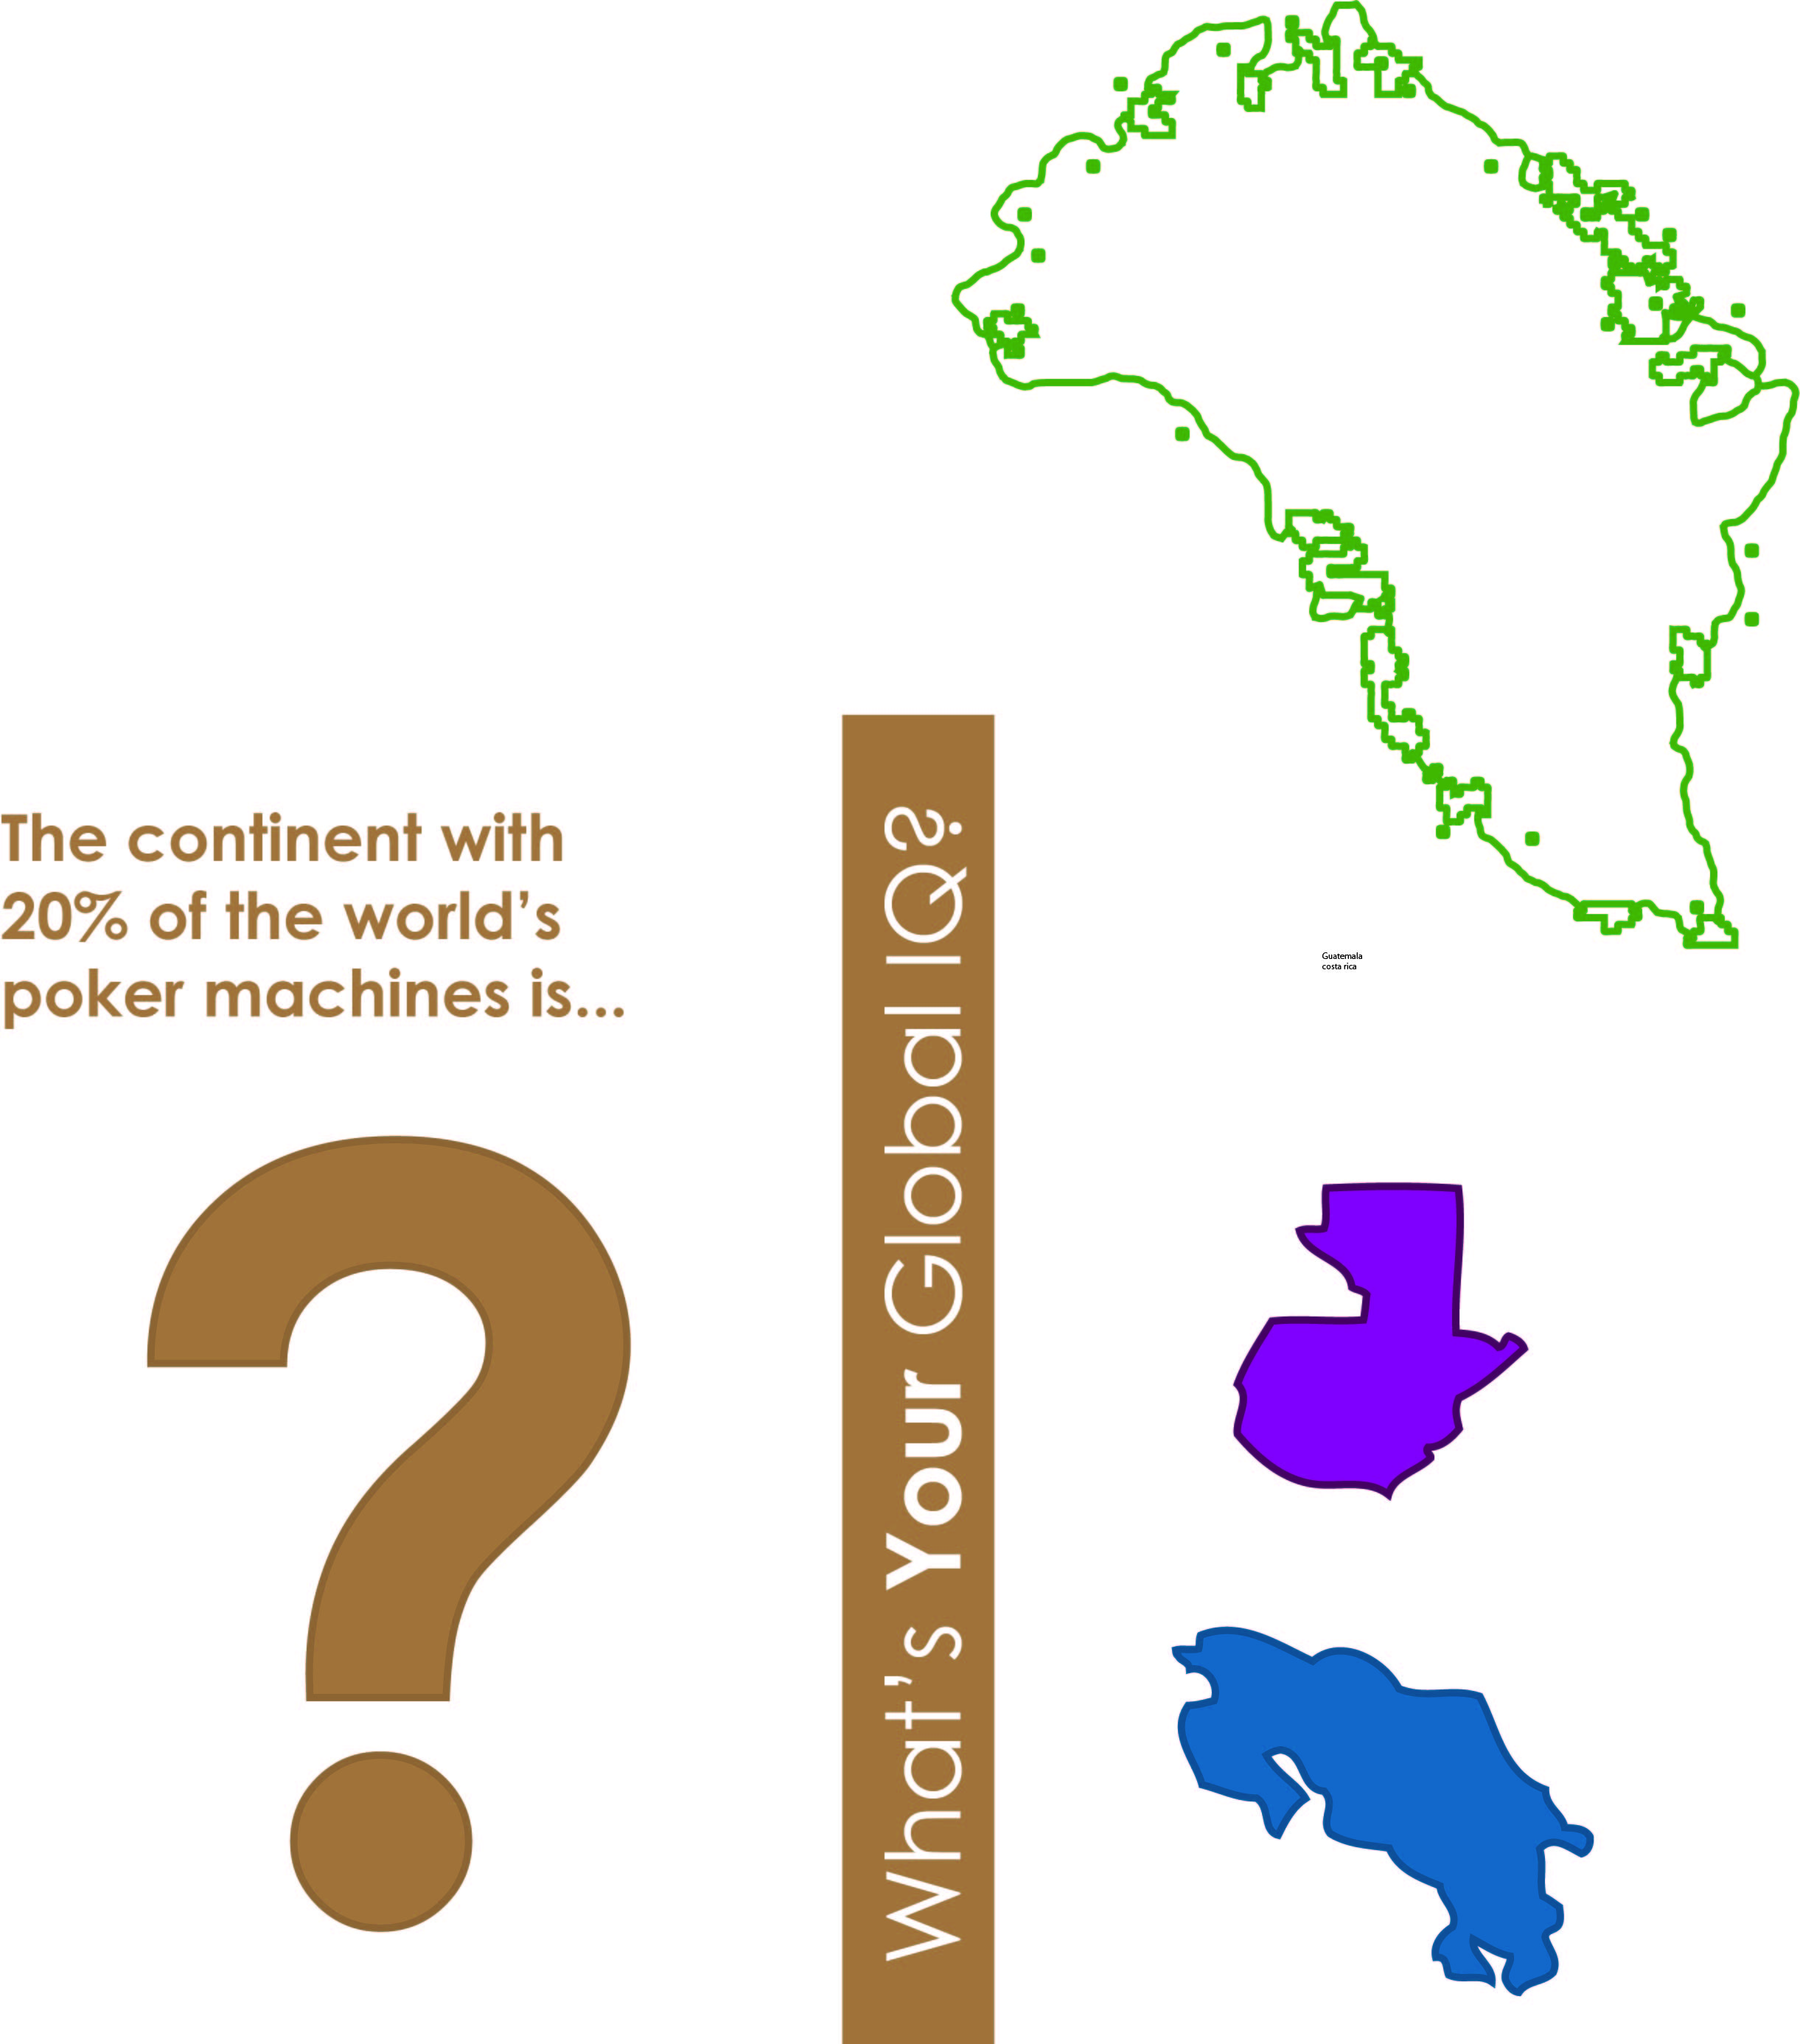 The continent with
20% of the world's
poker machines is...
What's Your Global IQ?
Guatemala
costa rica